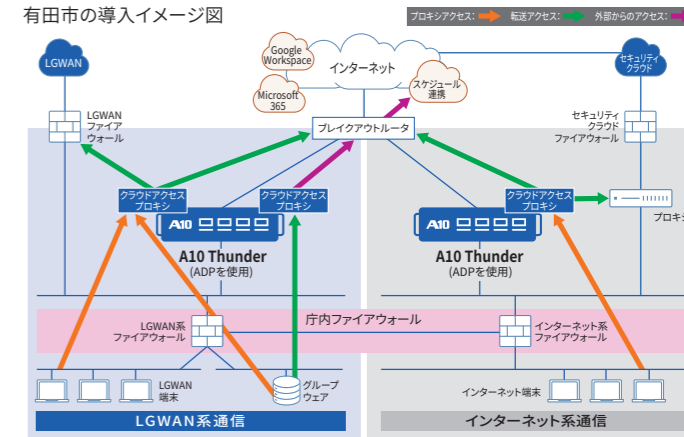 有田市の導入イメージ図
プロキシアクセス:
転送アクセス:
外部からのアクセス:
LGWAN
Google
Workspace
Microsoft
365
インターネット
スケジュール
連携
セキュリティ
クラウド
LGWAN
ファイア
ウォール
ブレイクアウトルータ
セキュリティ
クラウド
ファイアウォール
クラウドアクセス
プロキシ
クラウドアクセス
プロキシ
クラウドアクセス
プロキシ
プロキシ
A10
A10
A10 Thunder
(ADPを使用)
A10 Thunder
(ADPを使用)
LGWAN系
ファイアウォール
庁内ファイアウォール
インターネット系
ファイアウォール
LGWAN
端末
グループ
ウェア
インターネット端末
LGWAN系通信
インターネット系通信